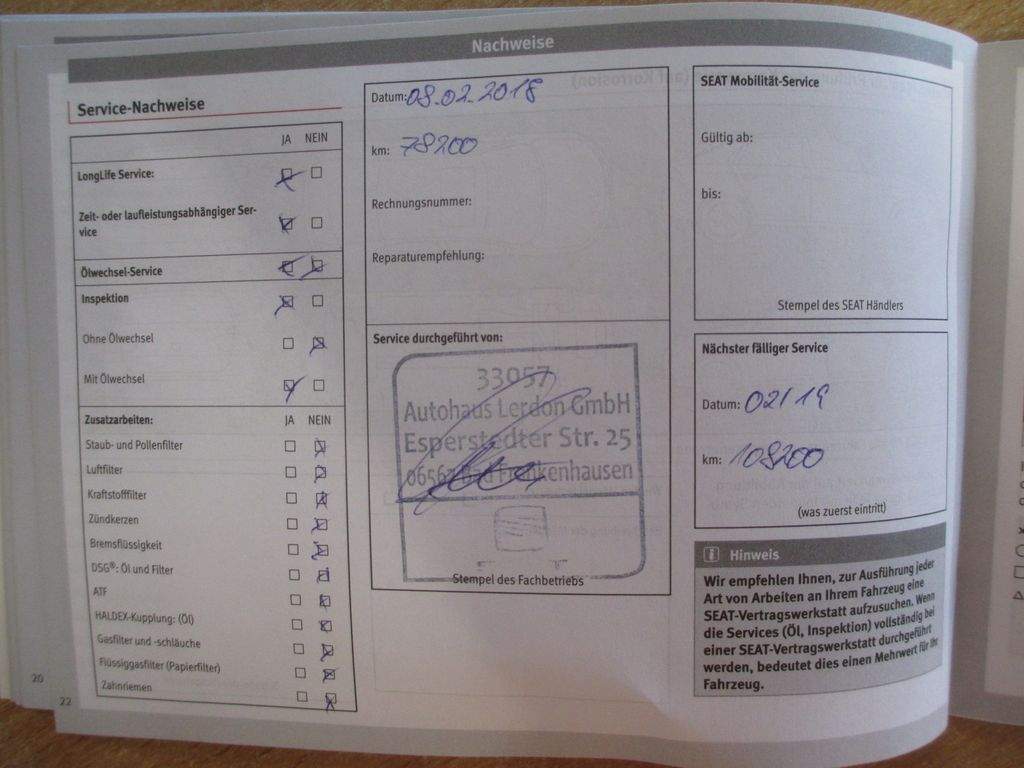 Nachweise
Service-Nachweise
JA NEIN
LongLife Service:
Zeit- oder laufleistungsabhängiger Ser-
vice
Ölwechsel-Service
Inspektion
Ohne Ölwechsel
Mit Ölwechsel
Zusatzarbeiten: JA NEIN
Staub- und Pollenfilter
Luftfilter
Kraftstofffilter
Zündkerzen
Bremsflüssigkeit
DSG®: Öl und Filter
ATF
HALDEX-Kupplung: (Öl)
Gasfilter und -schläuche
Flüssiggasfilter (Papierfilter)
Zahnriemen
20
22
Datum: 08.02.2018
km: 78200
Rechnungsnummer:
Reparaturempfehlung:
Service durchgeführt von:
33057
Autohaus Lerdon GmbH
Esperstedter Str. 25
06567 Bad Frankenhausen
Stempel des Fachbetriebs
SEAT Mobilität-Service
Gültig ab:
bis:
Stempel des SEAT Händlers
Nächster fälliger Service
Datum: 02/19
km: 108200
(was zuerst eintritt)
Hinweis
Wir empfehlen Ihnen, zur Ausführung jeder
Art von Arbeiten an Ihrem Fahrzeug eine
SEAT-Vertragswerkstatt aufzusuchen. Wenn
die Services (Öl, Inspektion) vollständig bei
einer SEAT-Vertragswerkstatt durchgeführt
werden, bedeutet dies einen Mehrwert für Ihr
Fahrzeug.